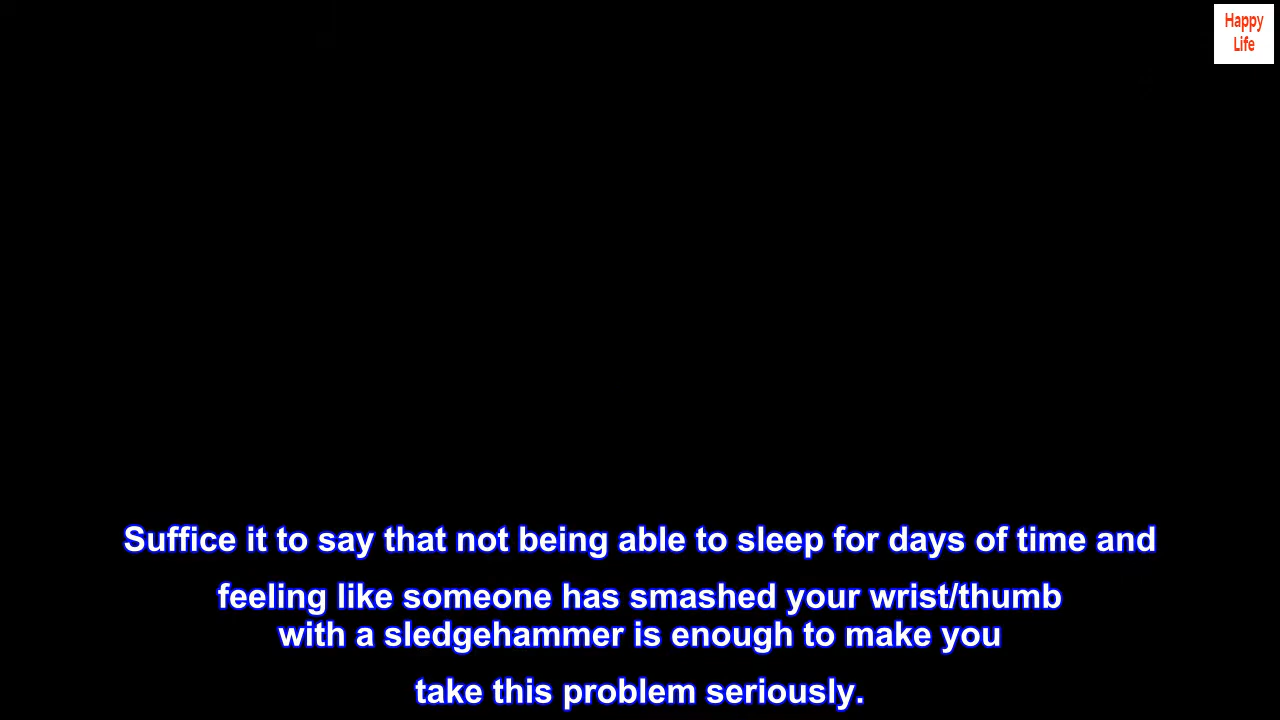 Happy
Life
Suffice it to say that not being able to sleep for days of time and
feeling like someone has smashed your wrist/thumb
with a sledgehammer is enough to make you
take this problem seriously.